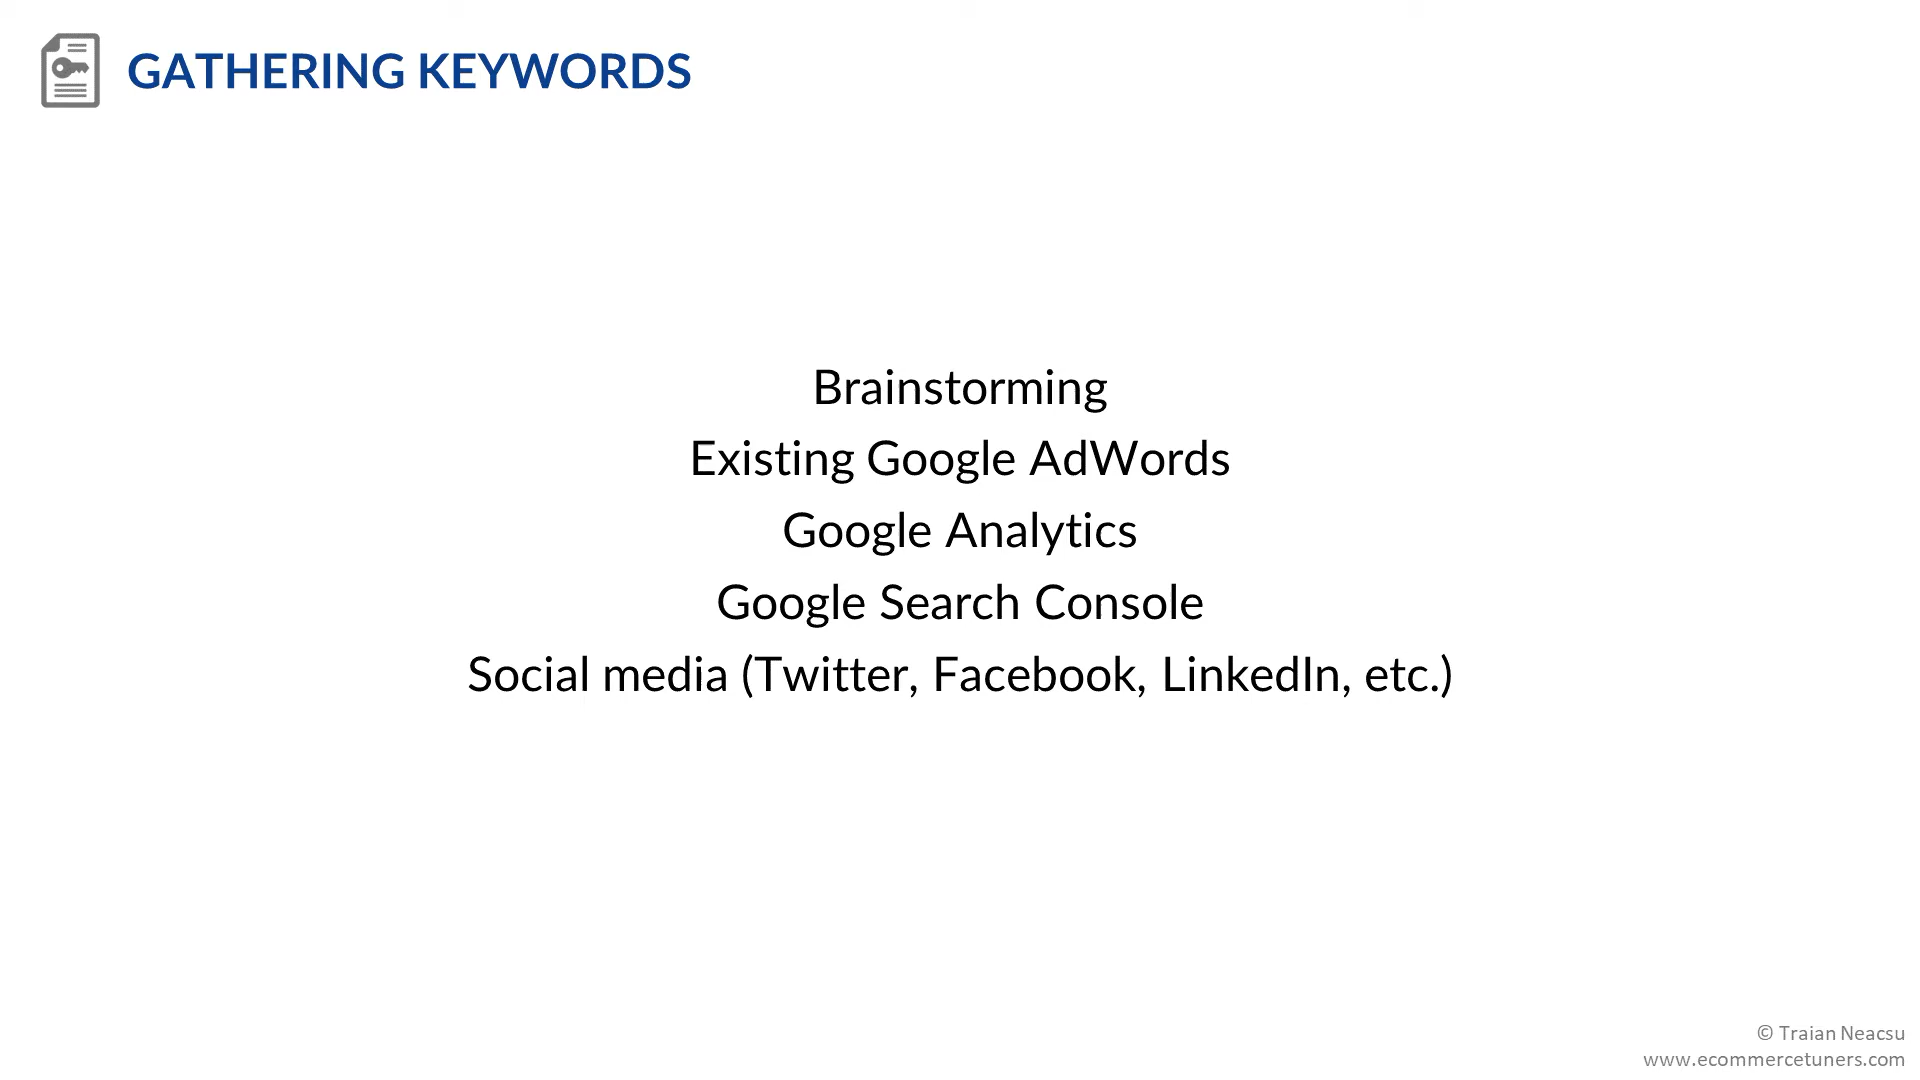 GATHERING KEYWORDS
Brainstorming
Existing Google AdWords
Google Analytics
Google Search Console
Social media (Twitter, Facebook, LinkedIn, etc.)
© Traian Neacsu
www.ecommercetuners.com